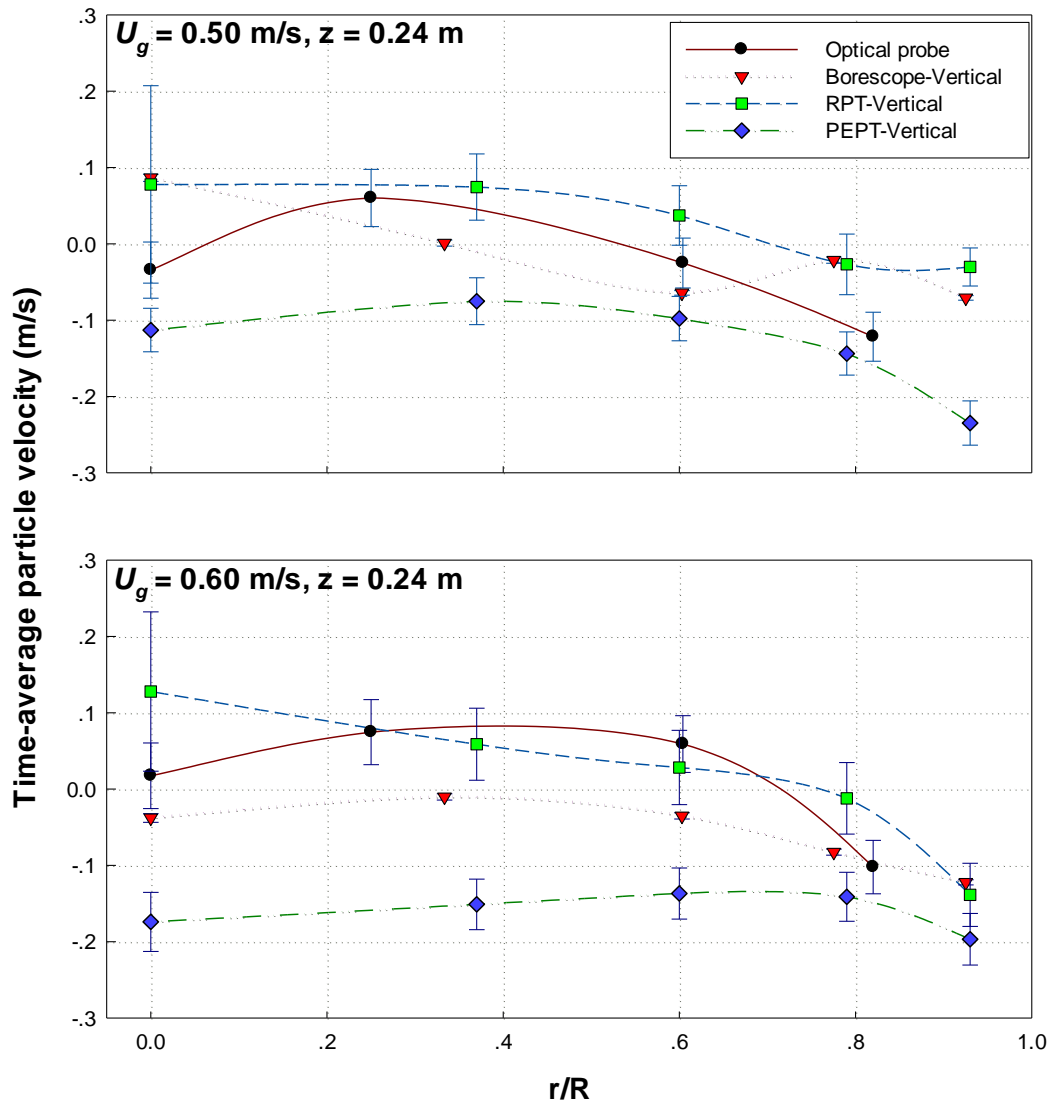 .3
U_g = 0.50 m/s, z = 0.24 m
Optical probe
Borescope-Vertical
RPT-Vertical
PEPT-Vertical
.2
.1
0.0
-.1
-.2
-.3
Time-average particle velocity (m/s)
.3
U_g = 0.60 m/s, z = 0.24 m
.2
.1
0.0
-.1
-.2
-.3
0.0 .2 .4 .6 .8 1.0
r/R